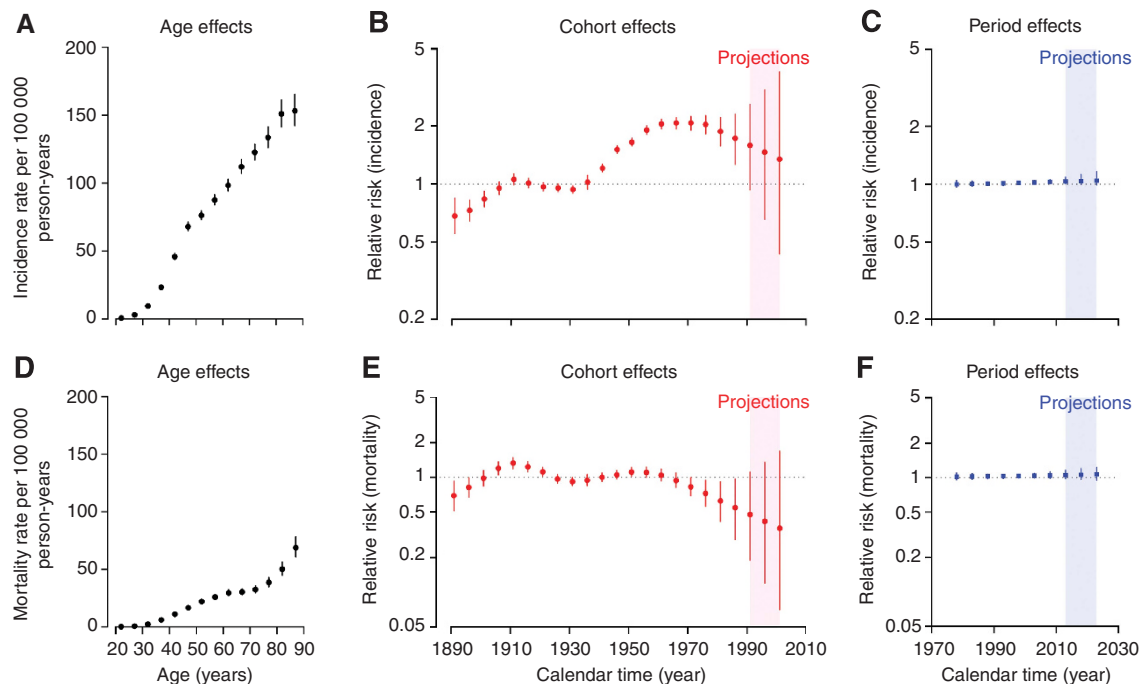 A
Age effects
Incidence rate per 100 000
person-years
200
150
100
50
0
B
Cohort effects
Projections
Relative risk (incidence)
5
2
1
0.5
0.2
C
Period effects
Projections
Relative risk (incidence)
5
2
1
0.5
0.2
1970 1990 2010 2030
D
Age effects
Mortality rate per 100 000
person-years
200
150
100
50
0
20 30 40 50 60 70 80 90
Age (years)
E
Cohort effects
Projections
Relative risk (mortality)
5
2
1
0.5
0.2
0.05
1890 1910 1930 1950 1970 1990 2010
Calendar time (year)
F
Period effects
Projections
Relative risk (mortality)
5
2
1
0.5
0.2
0.05
1970 1990 2010 2030
Calendar time (year)